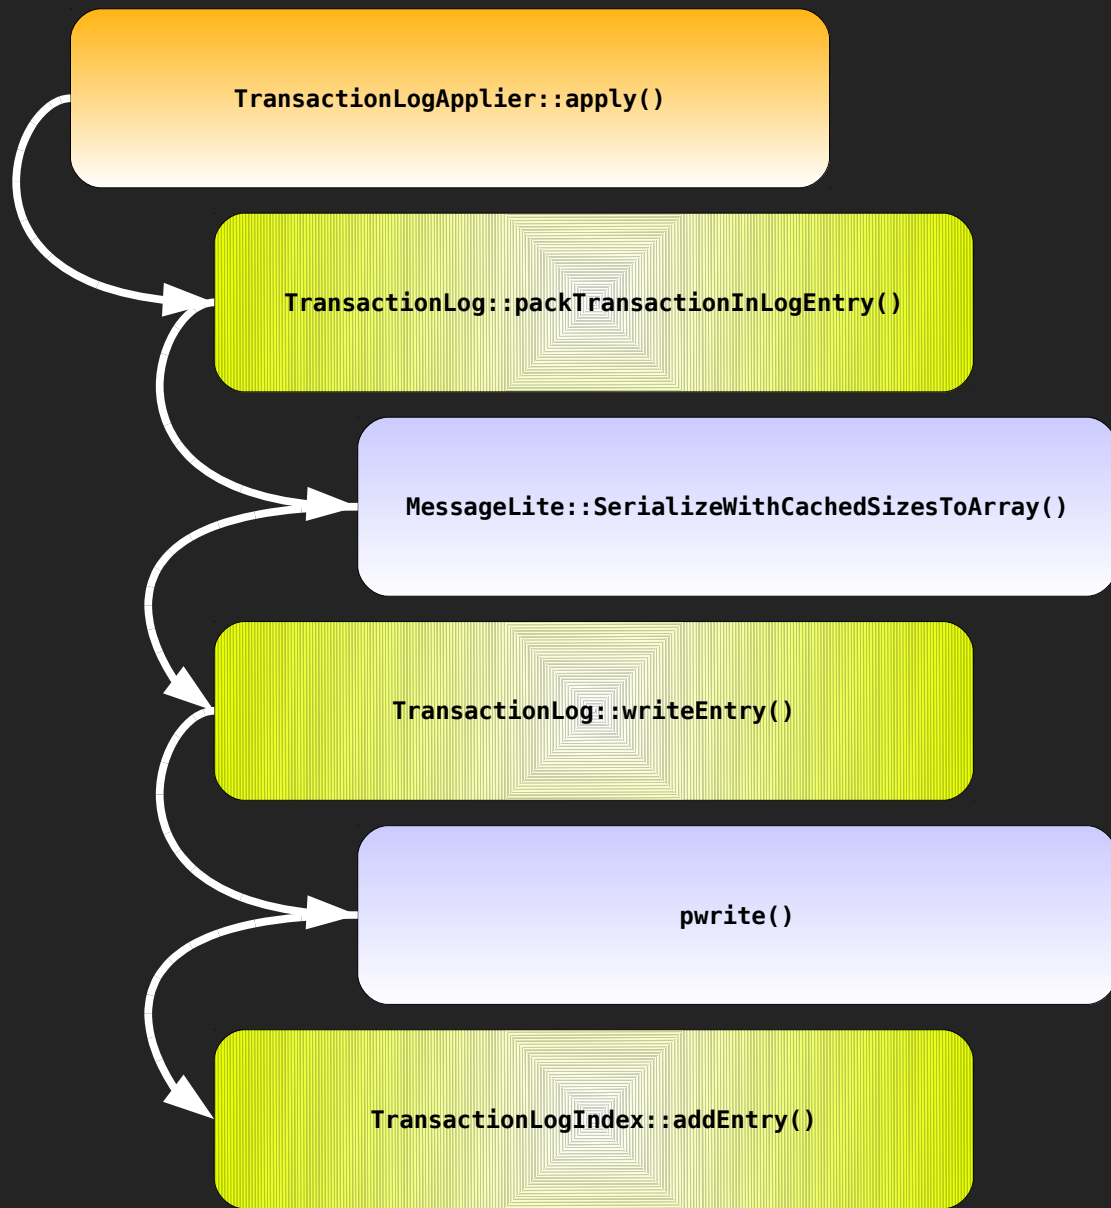 TransactionLogApplier::apply()
TransactionLog::packTransactionInLogEntry()
MessageLite::SerializeWithCachedSizesToArray()
TransactionLog::writeEntry()
pwrite()
TransactionLogIndex::addEntry()